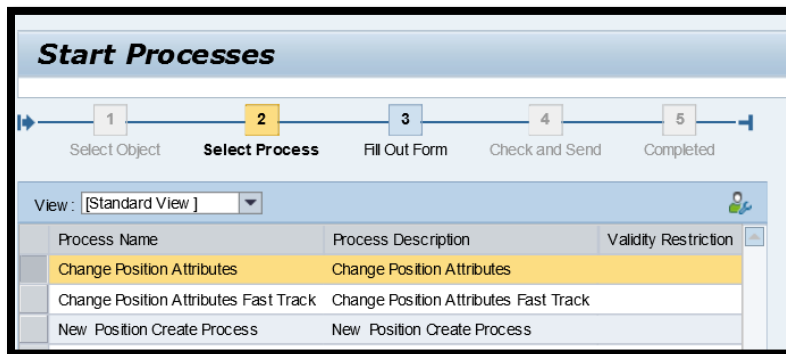 Start Processes
1 2 3 4 5
Select Object Select Process Fill Out Form Check and Send Completed
View : [Standard View ]
Process Name Process Description Validity Restriction
Change Position Attributes Change Position Attributes
Change Position Attributes Fast Track Change Position Attributes Fast Track
New Position Create Process New Position Create Process